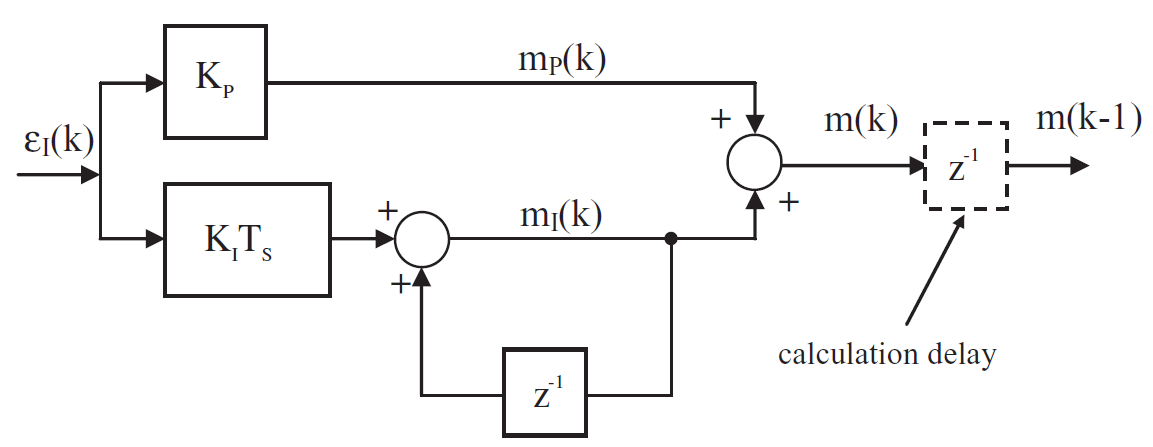 K_P
m_P(k)
ε_I(k)
+
m(k)
m(k-1)
z^-1
K_I T_S
+
m_I(k)
+
+
z^-1
calculation delay